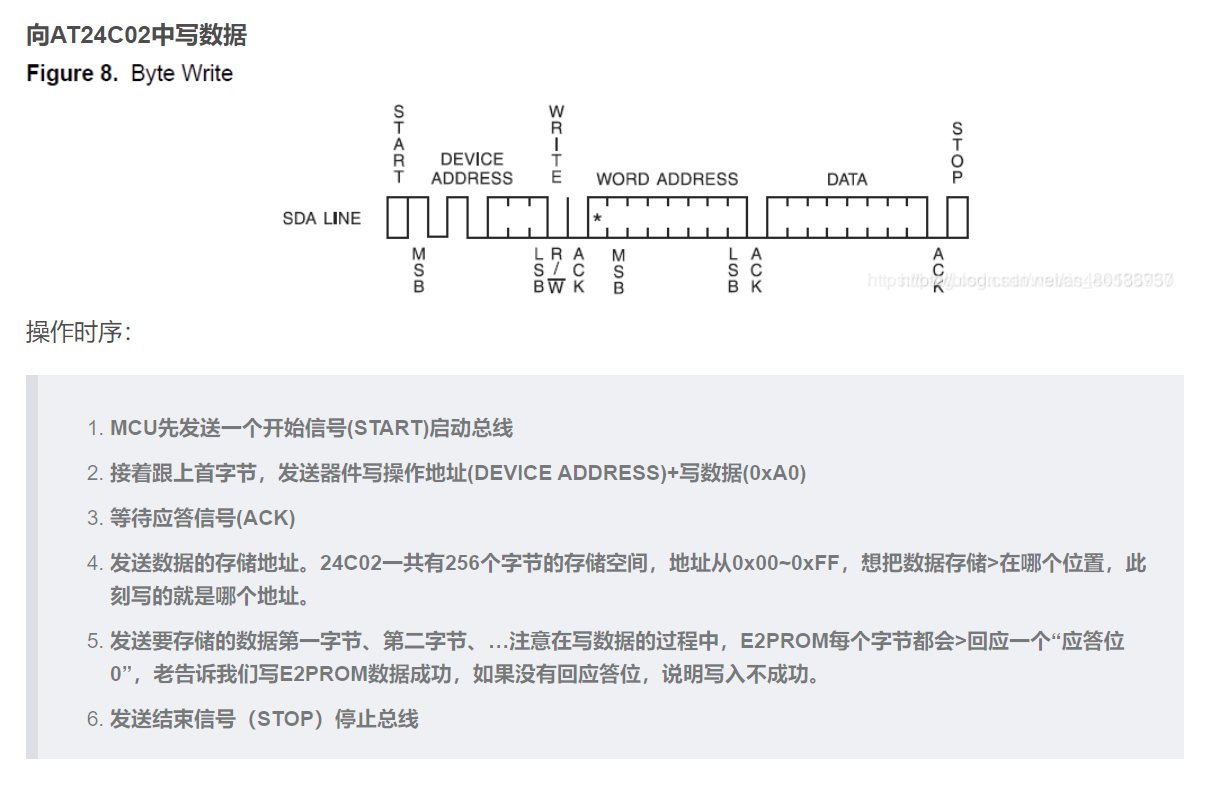 向AT24C02中写数据
Figure 8. Byte Write
START
WRITE
STOP
DEVICE
ADDRESS
WORD ADDRESS
DATA
SDA LINE
*
MSB
LSB
R/W
ACK
MSB
LSB
ACK
ACK
操作时序：
1. MCU先发送一个开始信号(START)启动总线
2. 接着跟上首字节，发送器件写操作地址(DEVICE ADDRESS)+写数据(0xA0)
3. 等待应答信号(ACK)
4. 发送数据的存储地址。24C02一共有256个字节的存储空间，地址从0x00~0xFF，想把数据存储>在哪个位置，此
刻写的就是哪个地址。
5. 发送要存储的数据第一字节、第二字节、…注意在写数据的过程中，E2PROM每个字节都会>回应一个“应答位
0”，老告诉我们写E2PROM数据成功，如果没有回应答位，说明写入不成功。
6. 发送结束信号（STOP）停止总线